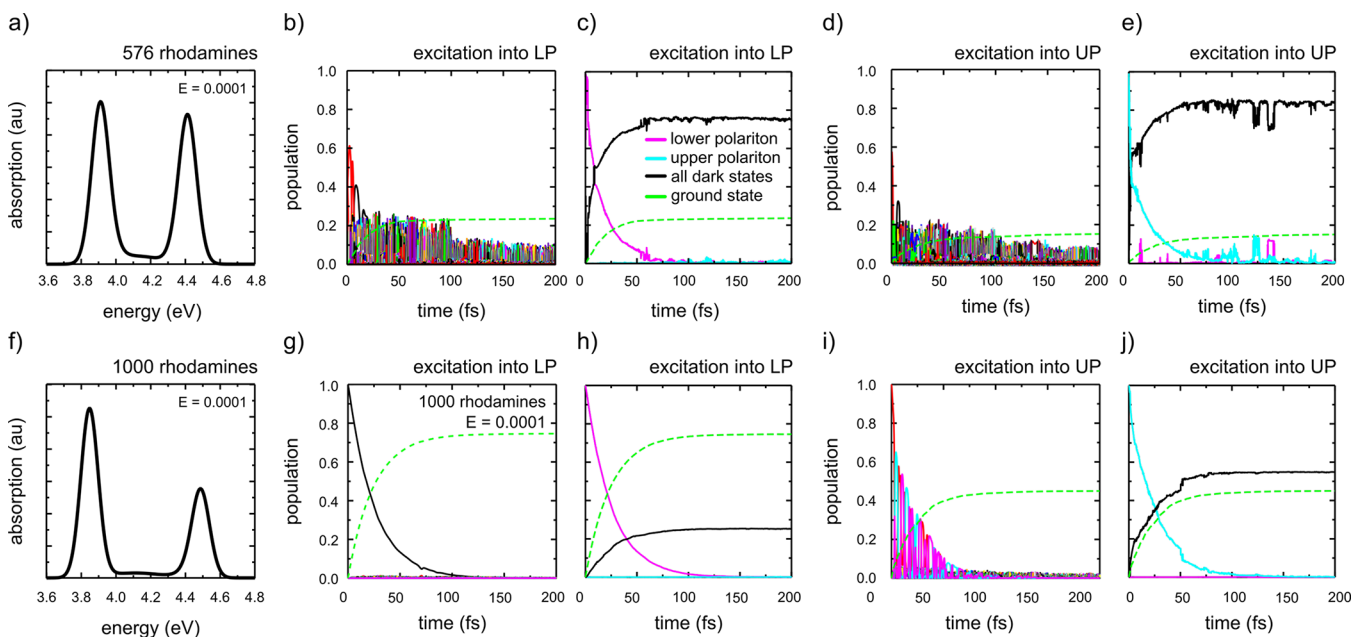 a)
576 rhodamines
E = 0.0001
absorption (au)
3.6 3.8 4.0 4.2 4.4 4.6 4.8
energy (eV)
b)
excitation into LP
population
1.0
0.8
0.6
0.4
0.2
0.0
0 50 100 150 200
time (fs)
c)
excitation into LP
lower polariton
upper polariton
all dark states
ground state
0 50 100 150 200
time (fs)
d)
excitation into UP
population
1.0
0.8
0.6
0.4
0.2
0.0
0 50 100 150 200
time (fs)
e)
excitation into UP
0 50 100 150 200
time (fs)
f)
1000 rhodamines
E = 0.0001
absorption (au)
3.6 3.8 4.0 4.2 4.4 4.6 4.8
energy (eV)
g)
excitation into LP
1000 rhodamines
E = 0.0001
population
1.0
0.8
0.6
0.4
0.2
0.0
0 50 100 150 200
time (fs)
h)
excitation into LP
0 50 100 150 200
time (fs)
i)
excitation into UP
population
1.0
0.8
0.6
0.4
0.2
0.0
0 50 100 150 200
time (fs)
j)
excitation into UP
0 50 100 150 200
time (fs)